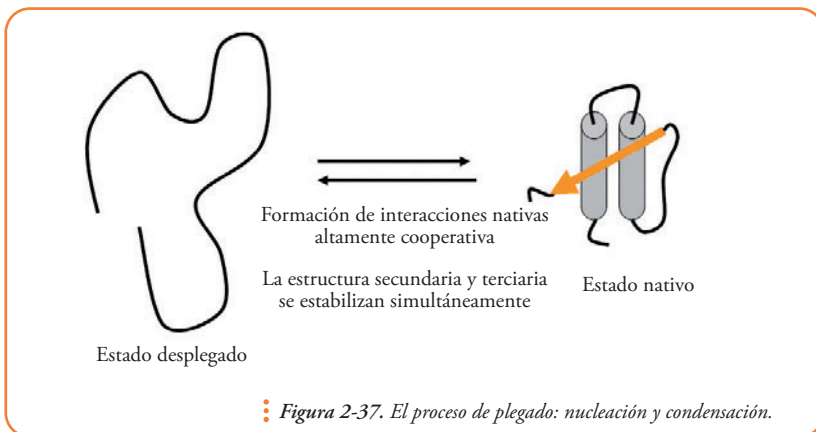 Formación de interacciones nativas
altamente cooperativa
La estructura secundaria y terciaria
se estabilizan simultáneamente
Estado nativo
Estado desplegado
Figura 2-37. El proceso de plegado: nucleación y condensación.